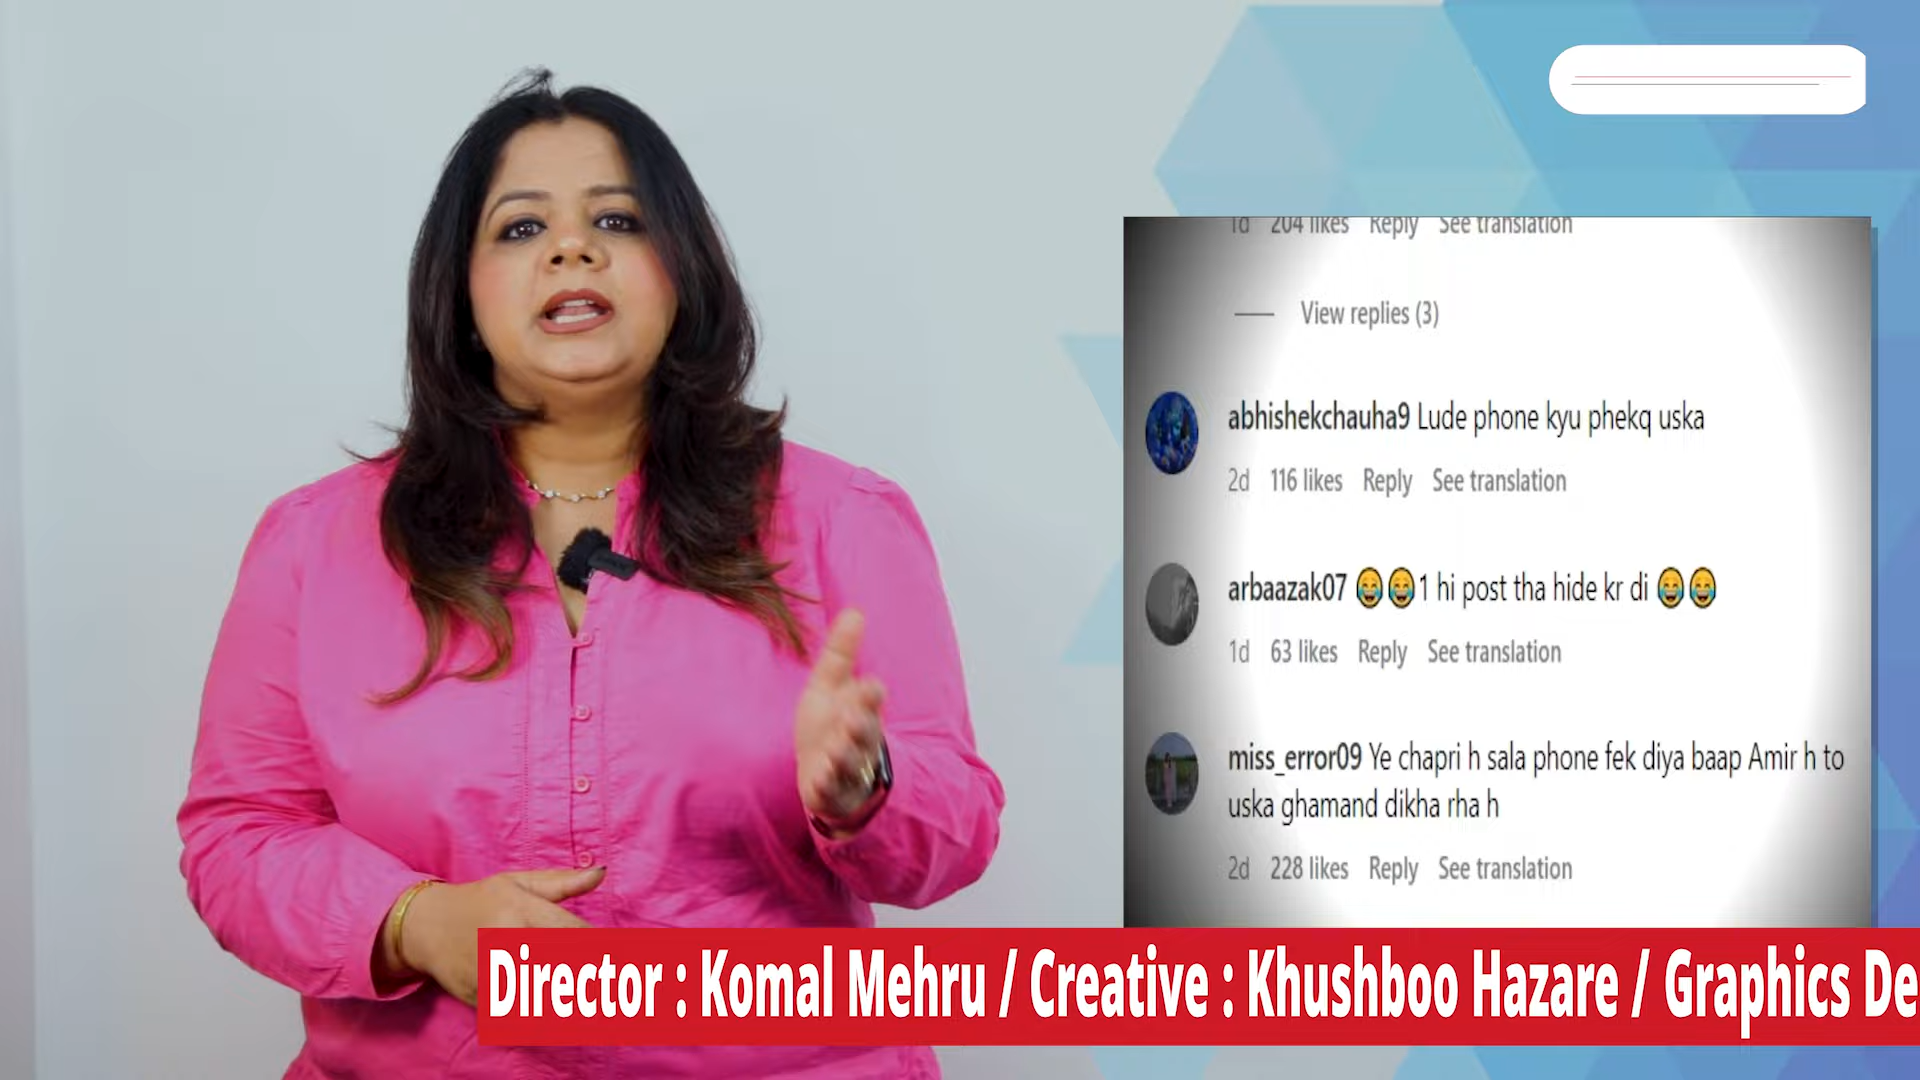 1d 204 likes Reply See translation
View replies (3)
abhishekchauha9 Lude phone kyu phekq uska
2d 116 likes Reply See translation
arbaazak07 😂😂1 hi post tha hide kr di 😂😂
1d 63 likes Reply See translation
miss_error09 Ye chapri h sala phone fek diya baap Amir h to
uska ghamand dikha rha h
2d 228 likes Reply See translation
Director : Komal Mehru / Creative : Khushboo Hazare / Graphics De